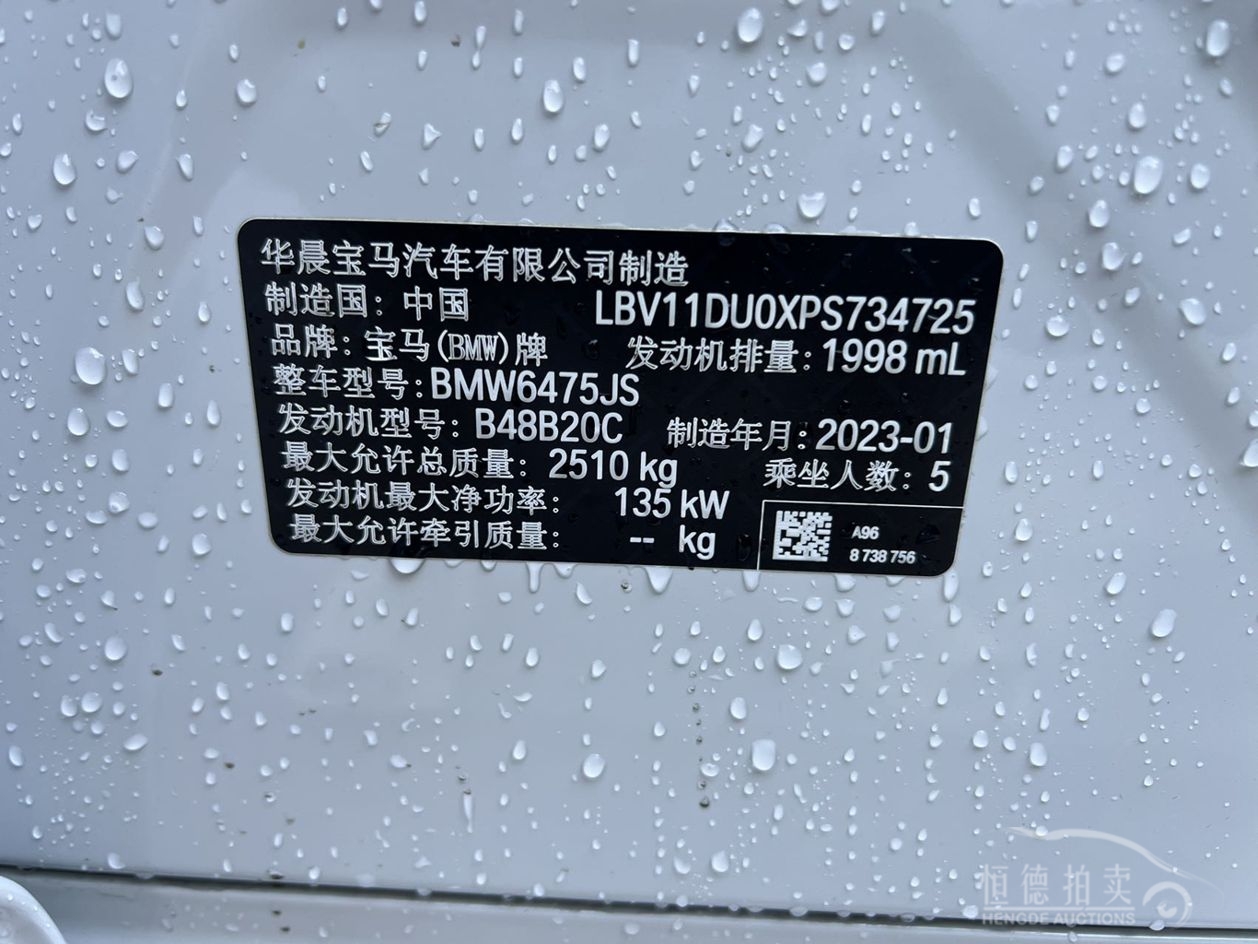 华晨宝马汽车有限公司制造
制造国：中国 LBV11DU0XPS734725
品牌：宝马(BMW)牌 发动机排量：1998 mL
整车型号：BMW6475JS
发动机型号：B48B20C 制造年月：2023-01
最大允许总质量：2510 kg 乘坐人数：5
发动机最大净功率：135 kW
最大允许牵引质量：-- kg
A96
8 738 756
恒德拍卖
HENGDE AUCTIONS